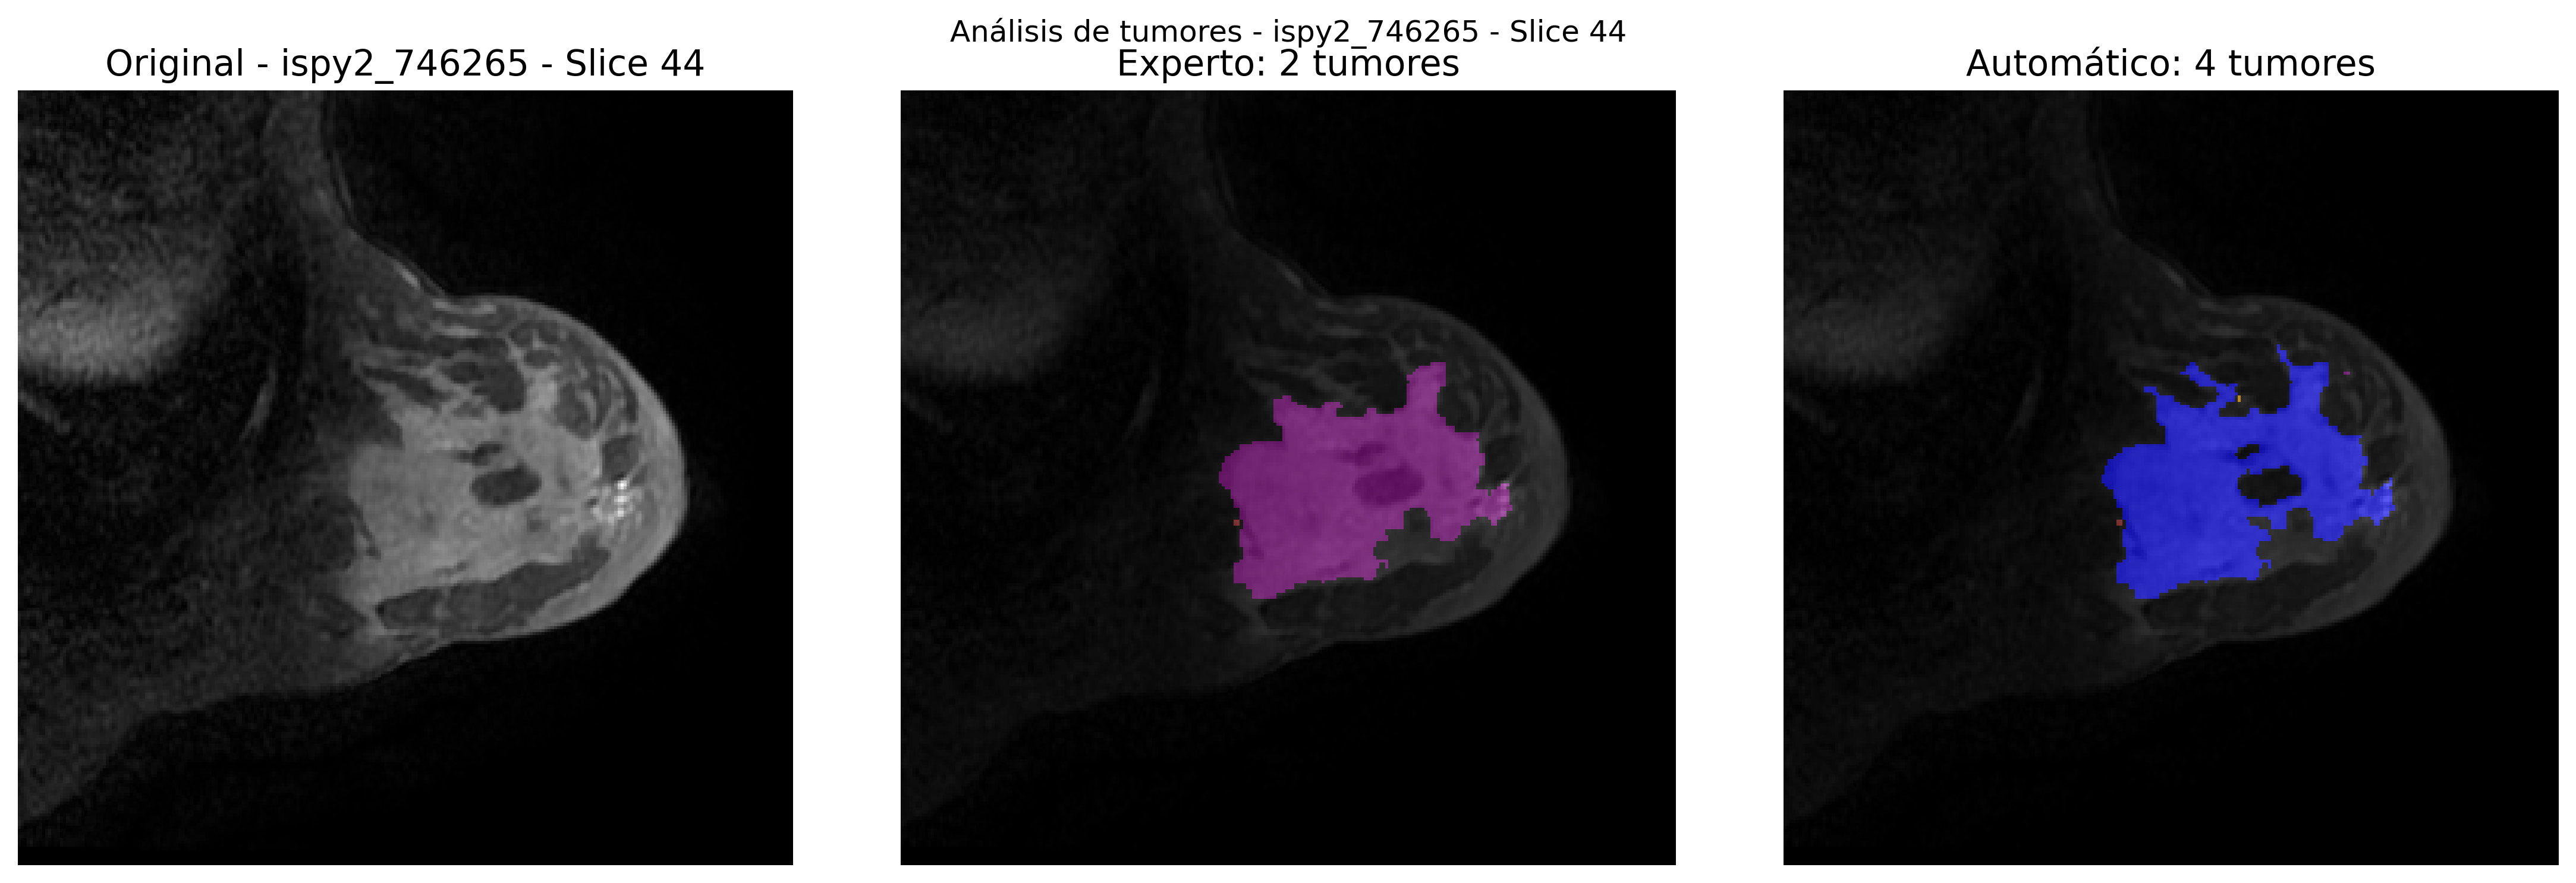 Análisis de tumores - ispy2_746265 - Slice 44
Original - ispy2_746265 - Slice 44
Experto: 2 tumores
Automático: 4 tumores